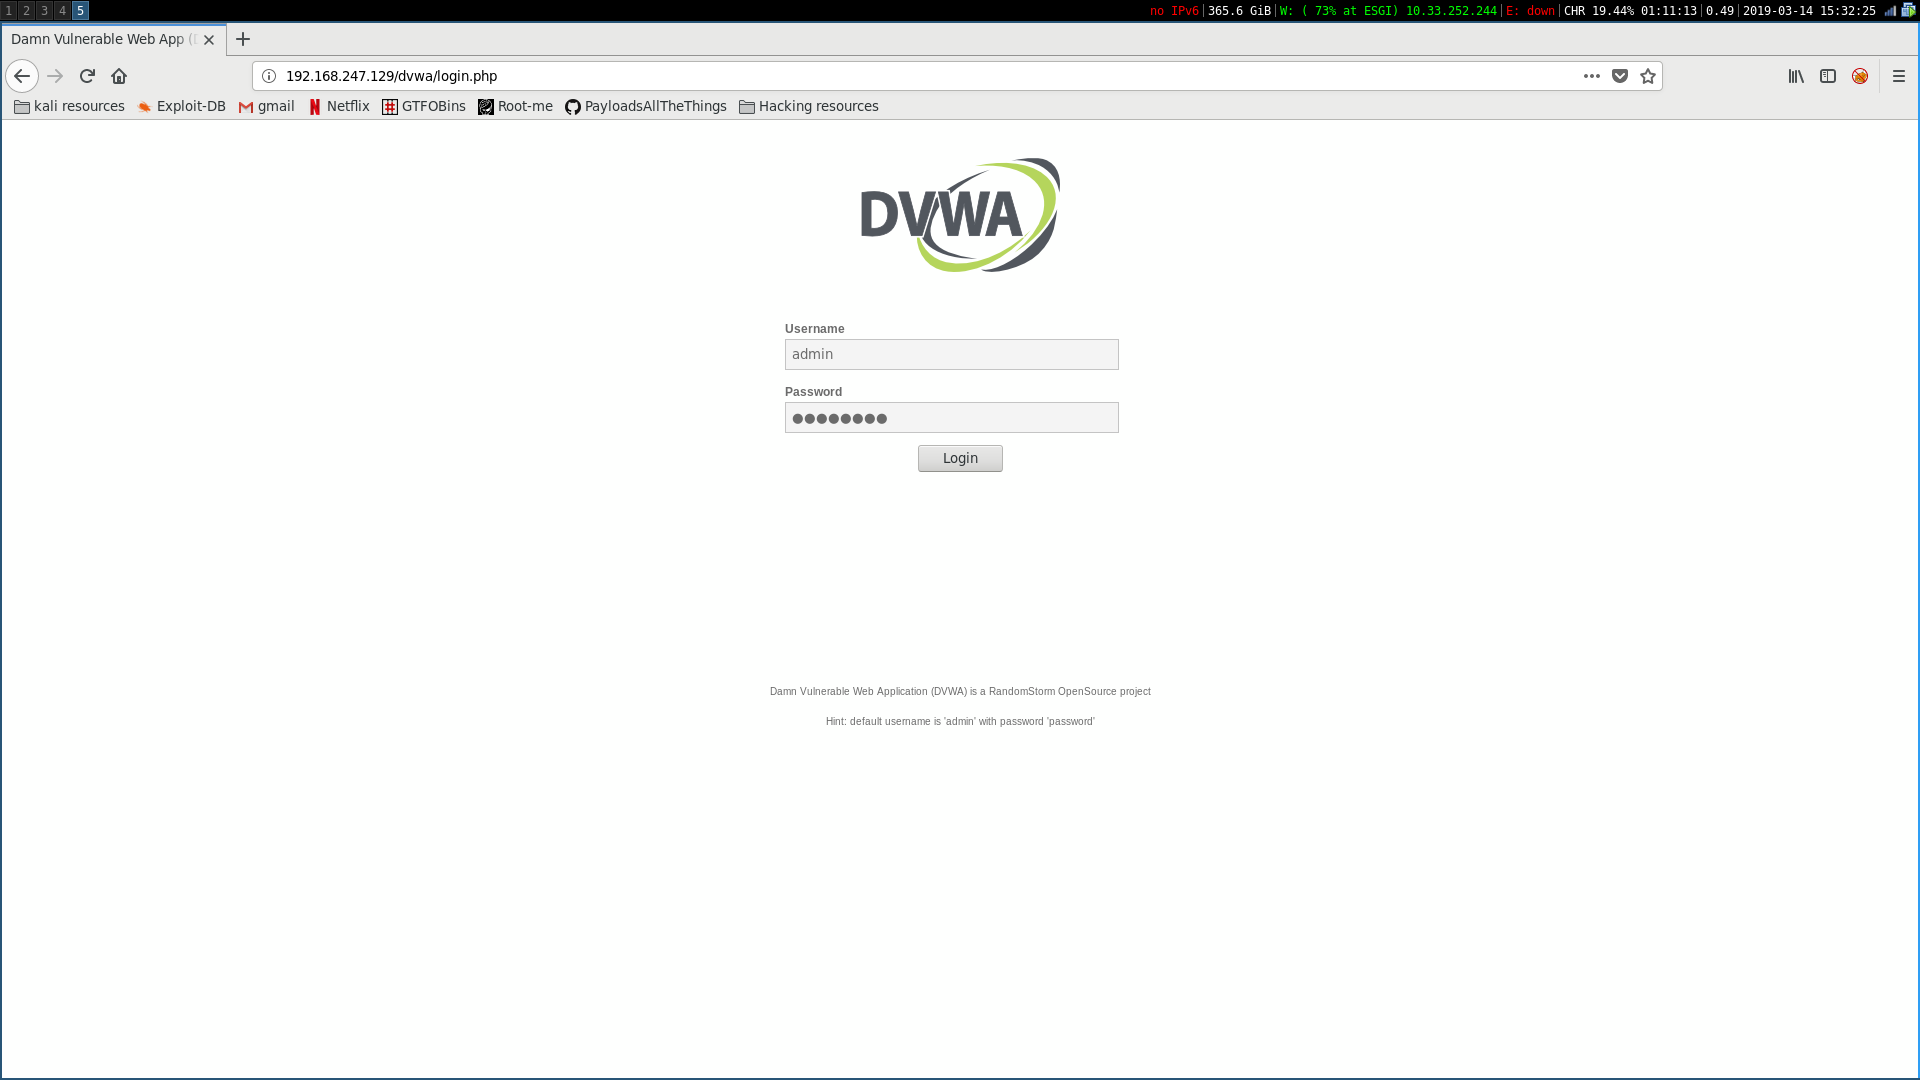 1 2 3 4 5 no IPv6|365.6 GiB|W: ( 73% at ESGI) 10.33.252.244|E: down|CHR 19.44% 01:11:13|0.49|2019-03-14 15:32:25
Damn Vulnerable Web App (
192.168.247.129/dvwa/login.php
kali resources Exploit-DB gmail Netflix GTFOBins Root-me PayloadsAllTheThings Hacking resources
DVWA
Username
admin
Password
●●●●●●●●
Login
Damn Vulnerable Web Application (DVWA) is a RandomStorm OpenSource project
Hint: default username is 'admin' with password 'password'